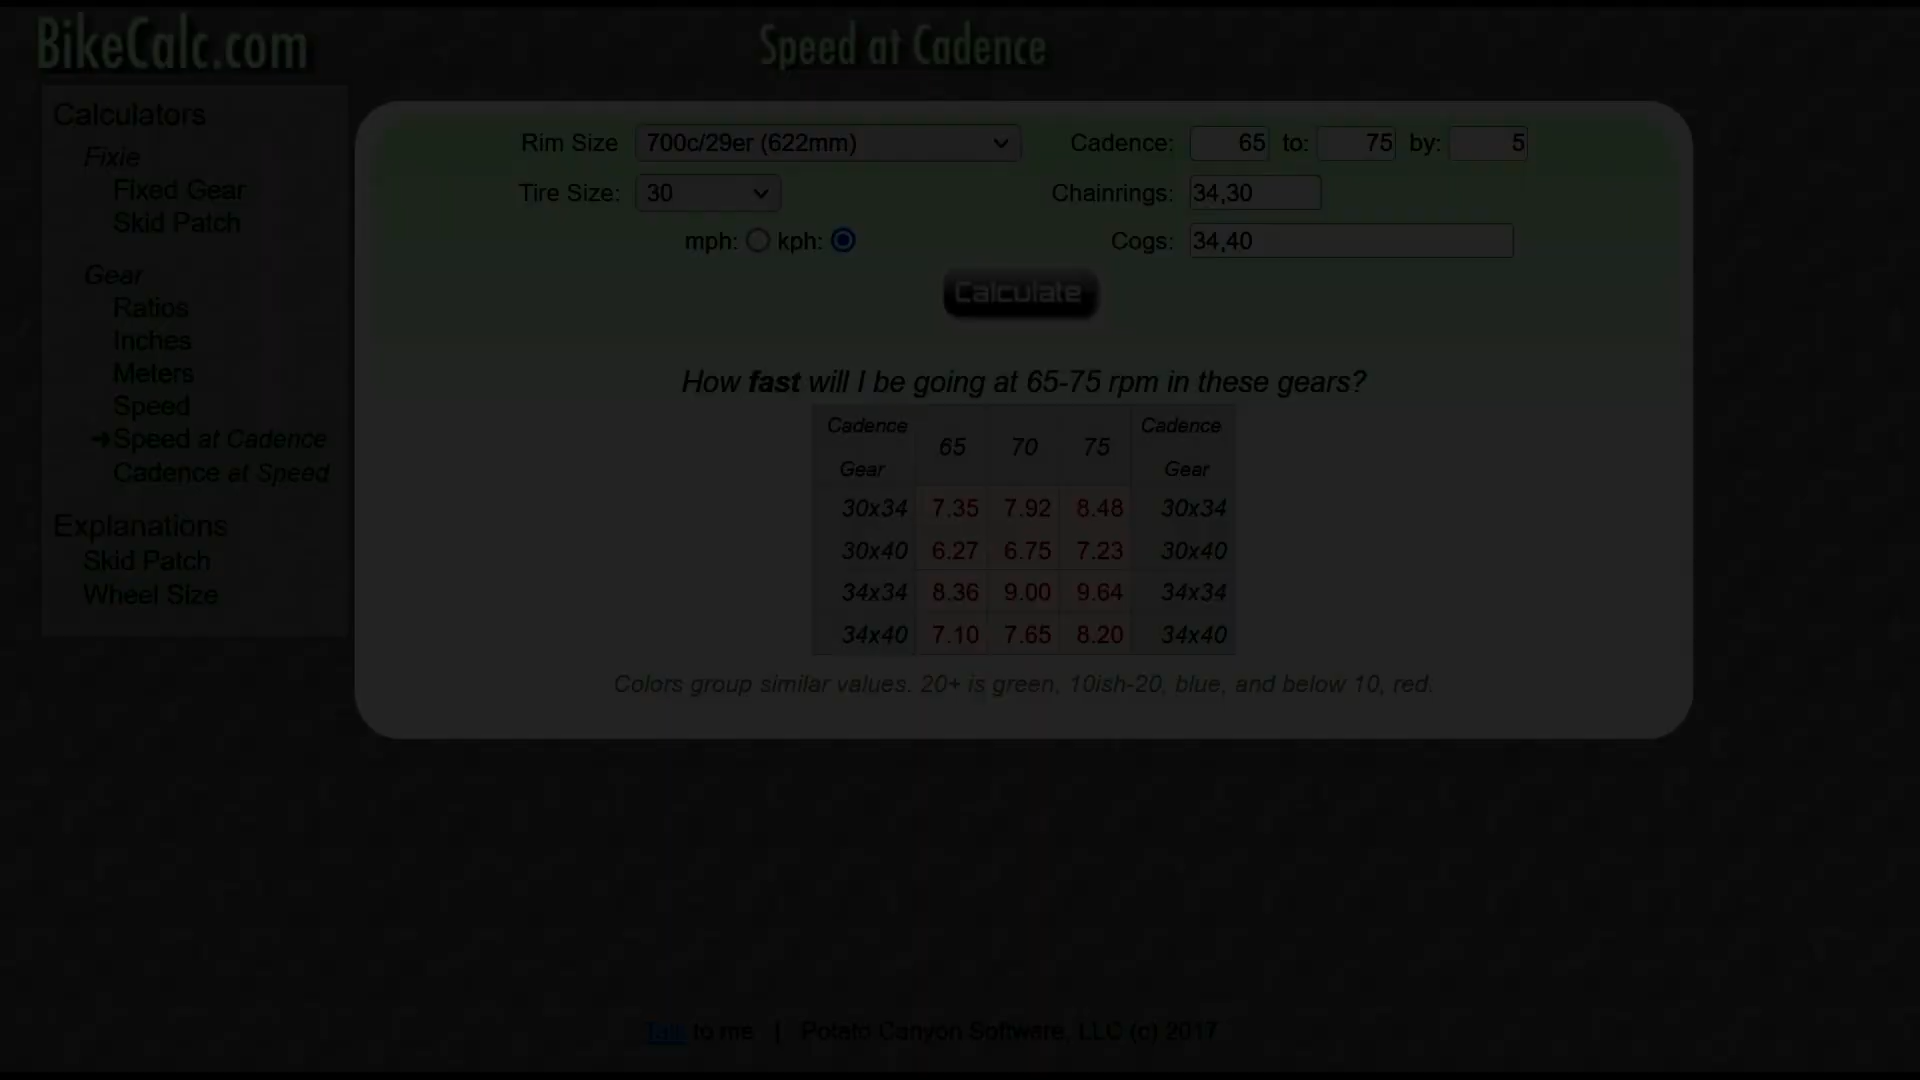 BikeCalc.com
Speed at Cadence
Calculators
Fixie
Fixed Gear
Skid Patch
Gear
Ratios
Inches
Meters
Speed
➔Speed at Cadence
Cadence at Speed
Explanations
Skid Patch
Wheel Size
Rim Size 700c/29er (622mm) Cadence: 65 to: 75 by: 5
Tire Size: 30 Chainrings: 34,30
mph: kph: Cogs: 34,40
Calculate
How fast will I be going at 65-75 rpm in these gears?
Cadence 65 70 75 Cadence
Gear Gear
30x34 7.35 7.92 8.48 30x34
30x40 6.27 6.75 7.23 30x40
34x34 8.36 9.00 9.64 34x34
34x40 7.10 7.65 8.20 34x40
Colors group similar values. 20+ is green, 10ish-20, blue, and below 10, red.
Talk to me | Potato Canyon Software, LLC (c) 2017